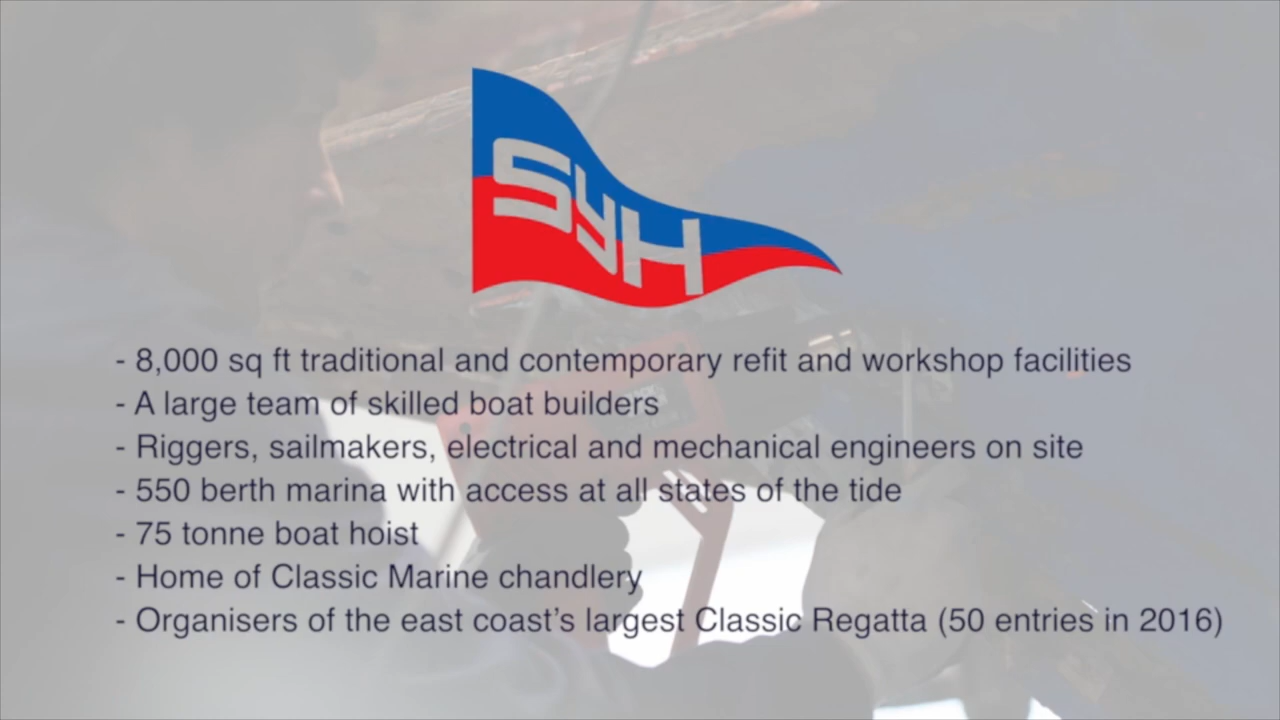 SYH
- 8,000 sq ft traditional and contemporary refit and workshop facilities
- A large team of skilled boat builders
- Riggers, sailmakers, electrical and mechanical engineers on site
- 550 berth marina with access at all states of the tide
- 75 tonne boat hoist
- Home of Classic Marine chandlery
- Organisers of the east coast’s largest Classic Regatta (50 entries in 2016)